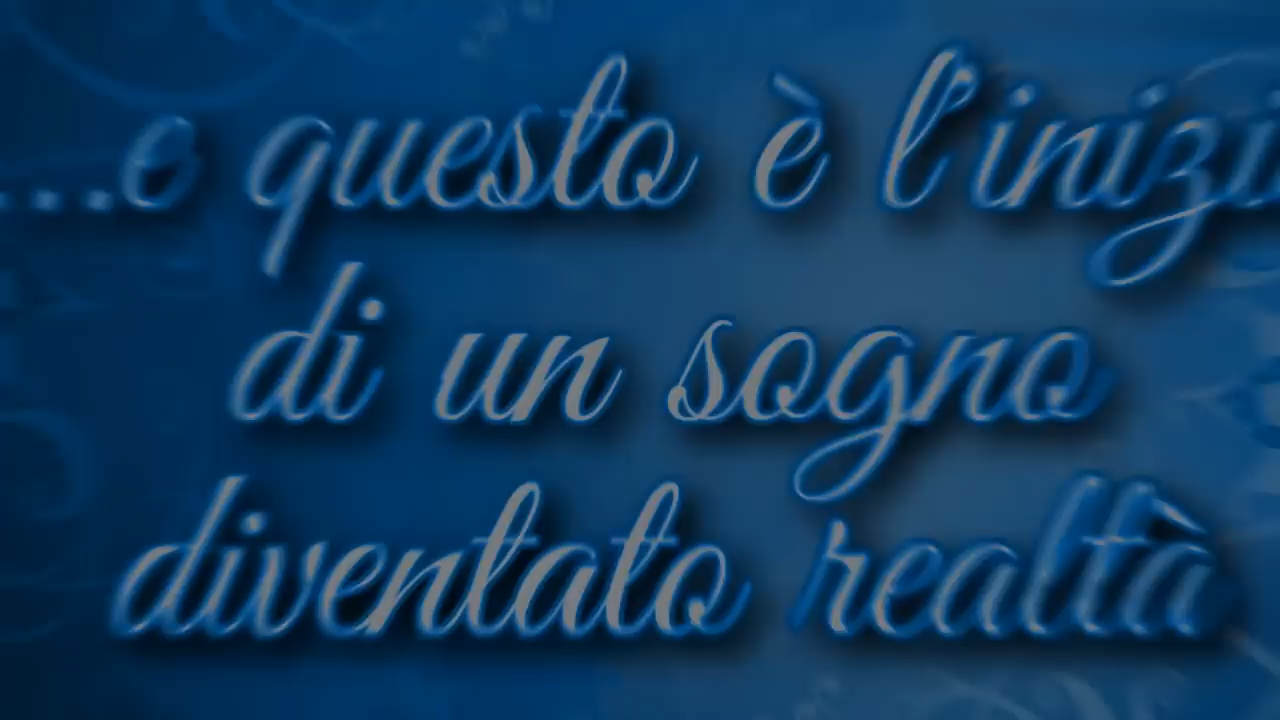 ...e questo è l'inizi
di un sogno
diventato realtà